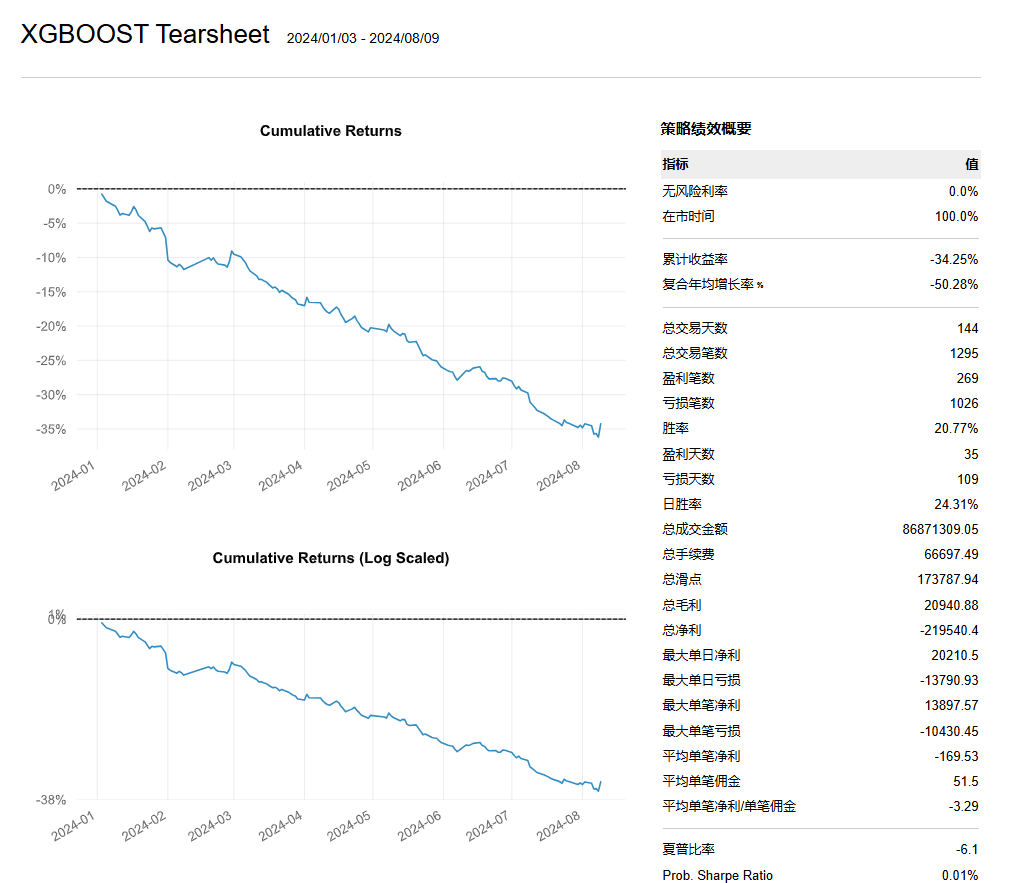 XGBOOST Tearsheet 2024/01/03 - 2024/08/09
Cumulative Returns
0%
-5%
-10%
-15%
-20%
-25%
-30%
-35%
2024-01 2024-02 2024-03 2024-04 2024-05 2024-06 2024-07 2024-08
Cumulative Returns (Log Scaled)
1%
0%
-38%
2024-01 2024-02 2024-03 2024-04 2024-05 2024-06 2024-07 2024-08
策略绩效概要
指标 值
无风险利率 0.0%
在市时间 100.0%
累计收益率 -34.25%
复合年均增长率﹪ -50.28%
总交易天数 144
总交易笔数 1295
盈利笔数 269
亏损笔数 1026
胜率 20.77%
盈利天数 35
亏损天数 109
日胜率 24.31%
总成交金额 86871309.05
总手续费 66697.49
总滑点 173787.94
总毛利 20940.88
总净利 -219540.4
最大单日净利 20210.5
最大单日亏损 -13790.93
最大单笔净利 13897.57
最大单笔亏损 -10430.45
平均单笔净利 -169.53
平均单笔佣金 51.5
平均单笔净利/单笔佣金 -3.29
夏普比率 -6.1
Prob. Sharpe Ratio 0.01%